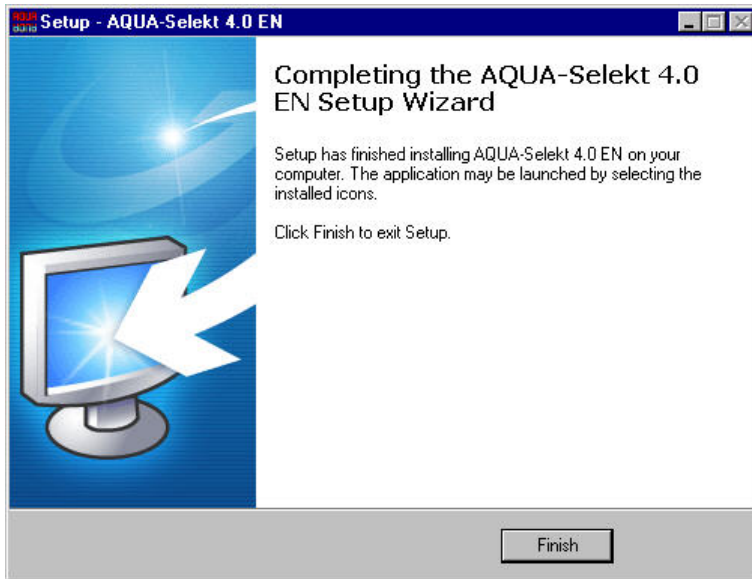 Setup - AQUA-Selekt 4.0 EN
Completing the AQUA-Selekt 4.0
EN Setup Wizard
Setup has finished installing AQUA-Selekt 4.0 EN on your
computer. The application may be launched by selecting the
installed icons.
Click Finish to exit Setup.
Finish